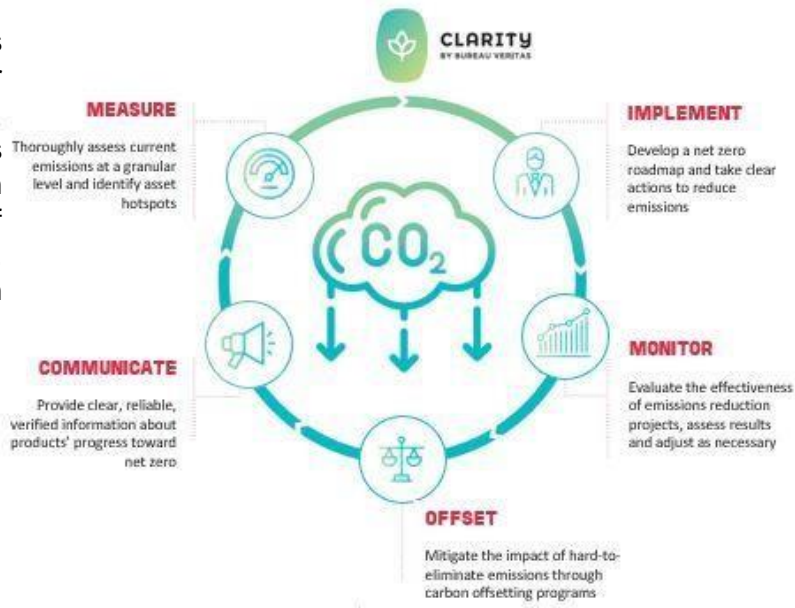 CLARITY
BY BUREAU VERITAS
MEASURE
Thoroughly assess current
emissions at a granular
level and identify asset
hotspots
IMPLEMENT
Develop a net zero
roadmap and take clear
actions to reduce
emissions
CO₂
MONITOR
Evaluate the effectiveness
of emissions reduction
projects, assess results
and adjust as necessary
OFFSET
Mitigate the impact of hard-to-
eliminate emissions through
carbon offsetting programs
COMMUNICATE
Provide clear, reliable,
verified information about
products' progress toward
net zero